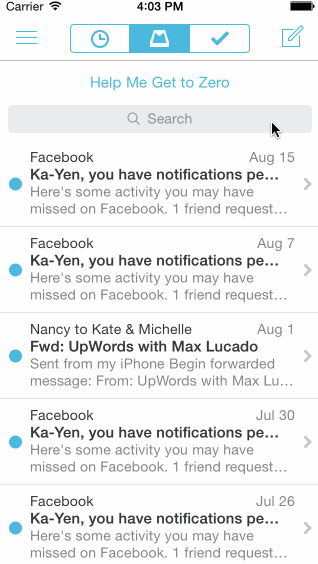 Carrier 4:03 PM
Help Me Get to Zero
Search
Facebook Aug 15
Ka-Yen, you have notifications pe...
Here's some activity you may have
missed on Facebook. 1 friend request...
Facebook Aug 7
Ka-Yen, you have notifications pe...
Here's some activity you may have
missed on Facebook. 1 friend request...
Nancy to Kate & Michelle Aug 1
Fwd: UpWords with Max Lucado
Sent from my iPhone Begin forwarded
message: From: UpWords with Max Lu...
Facebook Jul 30
Ka-Yen, you have notifications pe...
Here's some activity you may have
missed on Facebook. 1 friend request...
Facebook Jul 26
Ka-Yen, you have notifications pe...
Here's some activity you may have
missed on Facebook. 1 friend request...